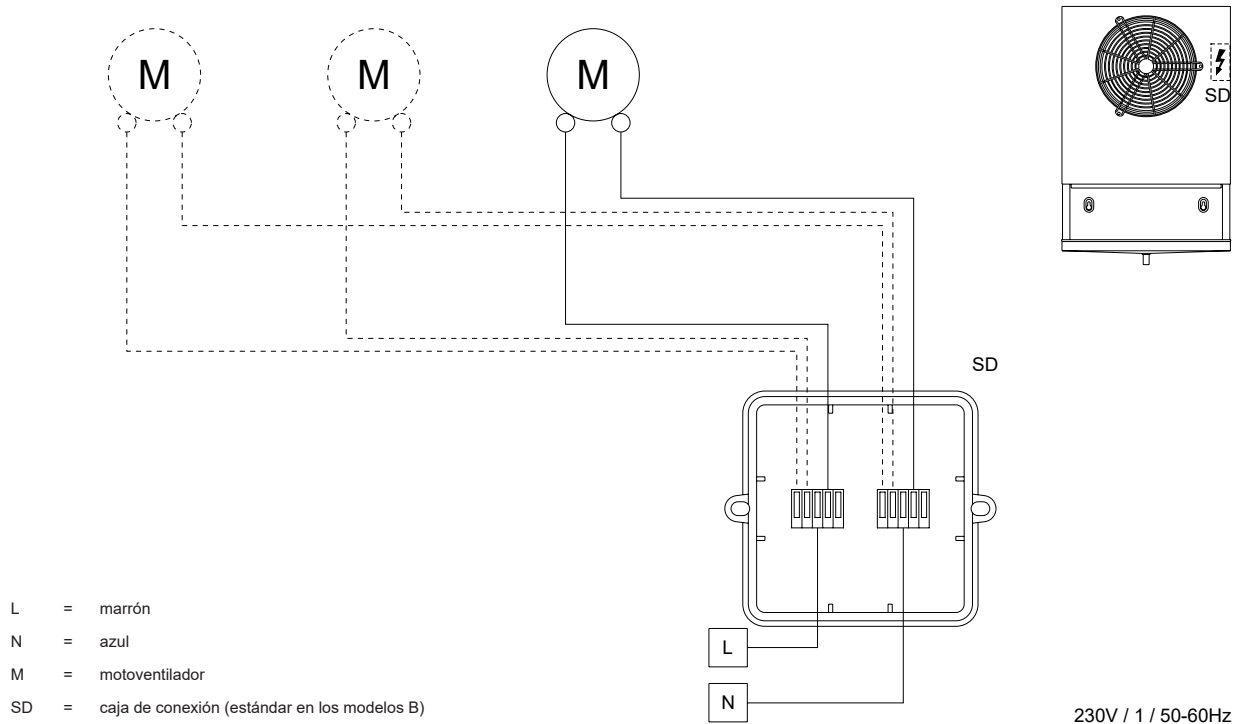 M
M
M
SD
SD
L
N
L = marrón
N = azul
M = motoventilador
SD = caja de conexión (estándar en los modelos B)
230V / 1 / 50-60Hz